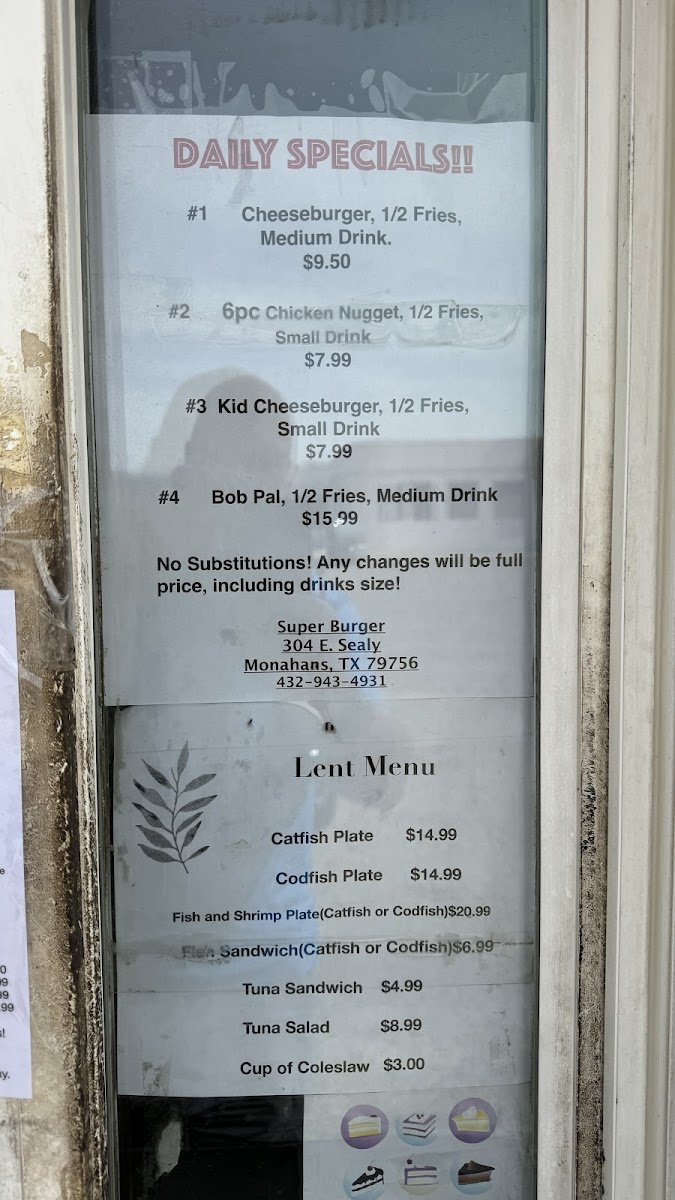 DAILY SPECIALS!!
#1 Cheeseburger, 1/2 Fries,
Medium Drink.
$9.50
#2 6pc Chicken Nugget, 1/2 Fries,
Small Drink
$7.99
#3 Kid Cheeseburger, 1/2 Fries,
Small Drink
$7.99
#4 Bob Pal, 1/2 Fries, Medium Drink
$15.99
No Substitutions! Any changes will be full
price, including drinks size!
Super Burger
304 E. Sealy
Monahans, TX 79756
432-943-4931
Lent Menu
Catfish Plate $14.99
Codfish Plate $14.99
Fish and Shrimp Plate(Catfish or Codfish)$20.99
Fish Sandwich(Catfish or Codfish)$6.99
Tuna Sandwich $4.99
Tuna Salad $8.99
Cup of Coleslaw $3.00